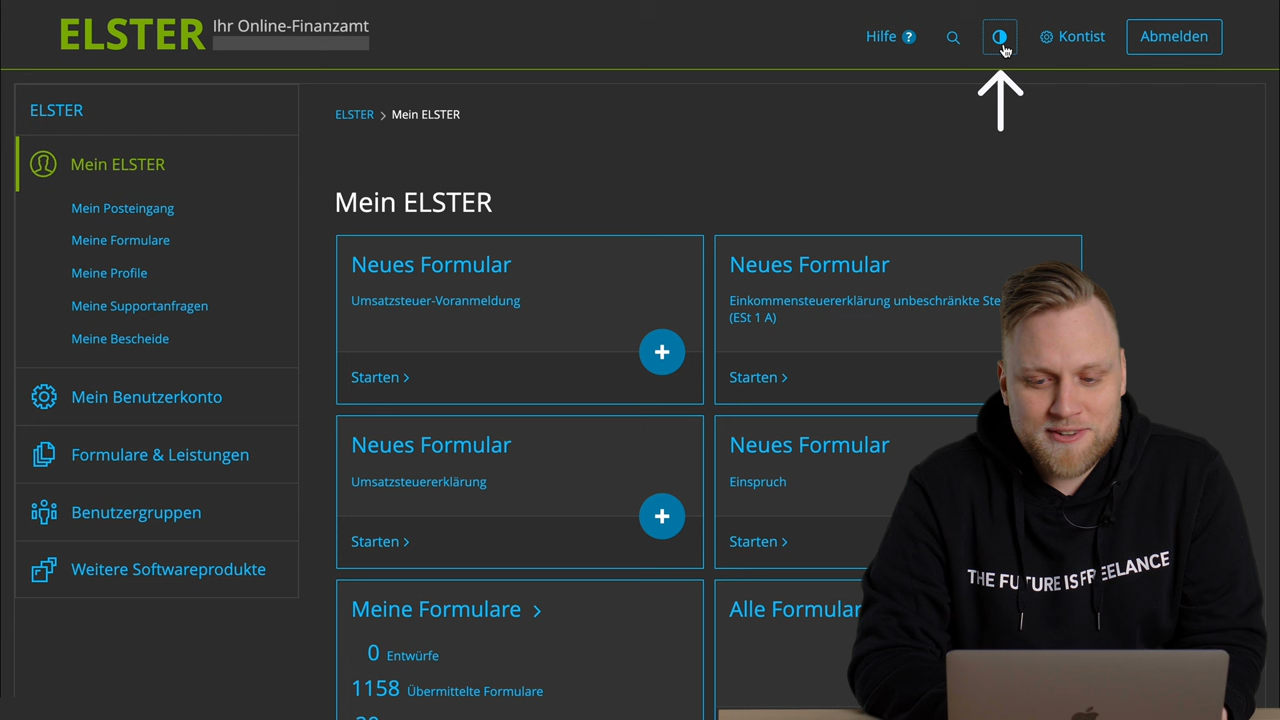 ELSTER
Ihr Online-Finanzamt
Hilfe ?
Kontist
Abmelden
ELSTER
Mein ELSTER
Mein Posteingang
Meine Formulare
Meine Profile
Meine Supportanfragen
Meine Bescheide
Mein Benutzerkonto
Formulare & Leistungen
Benutzergruppen
Weitere Softwareprodukte
ELSTER > Mein ELSTER
Mein ELSTER
Neues Formular
Umsatzsteuer-Voranmeldung
Starten >
Neues Formular
Einkommensteuererklärung unbeschränkte Ste
(ESt 1 A)
Starten >
Neues Formular
Umsatzsteuererklärung
Starten >
Neues Formular
Einspruch
Starten >
Meine Formulare >
0 Entwürfe
1158 Übermittelte Formulare
Alle Formular
THE FUTURE IS FREELANCE